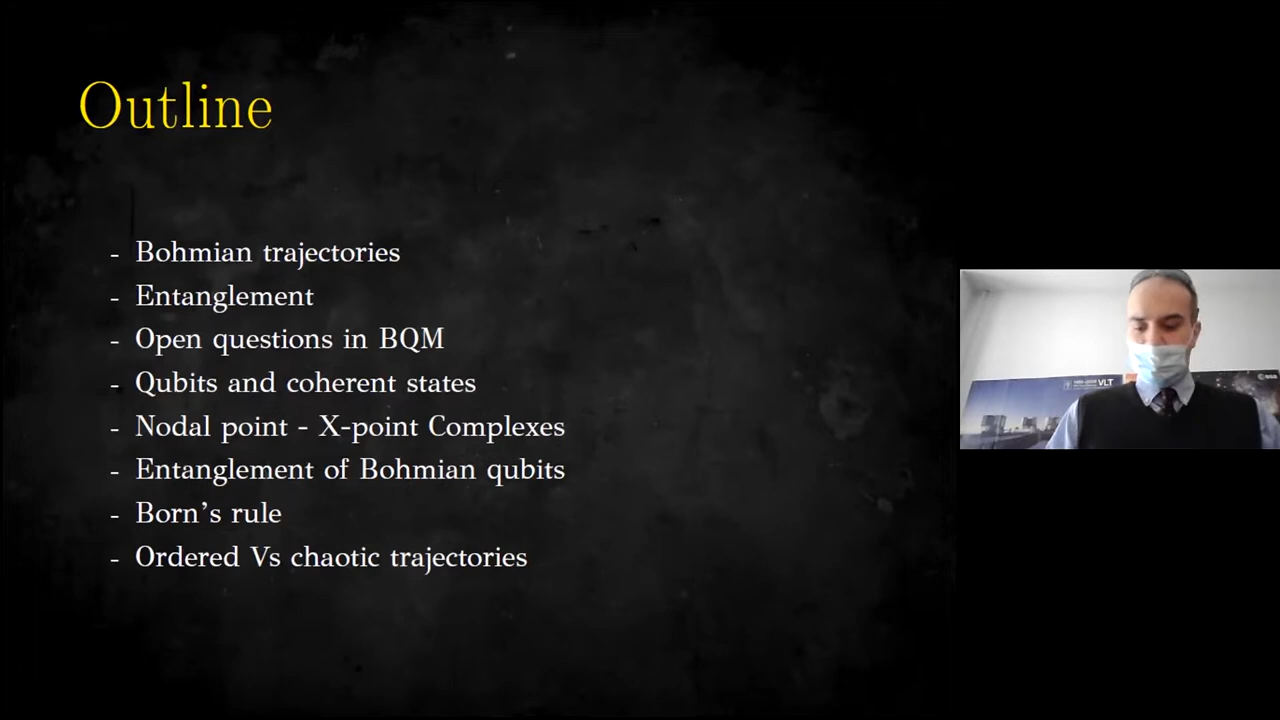 Outline
- Bohmian trajectories
- Entanglement
- Open questions in BQM
- Qubits and coherent states
- Nodal point - X-point Complexes
- Entanglement of Bohmian qubits
- Born's rule
- Ordered Vs chaotic trajectories
VLT